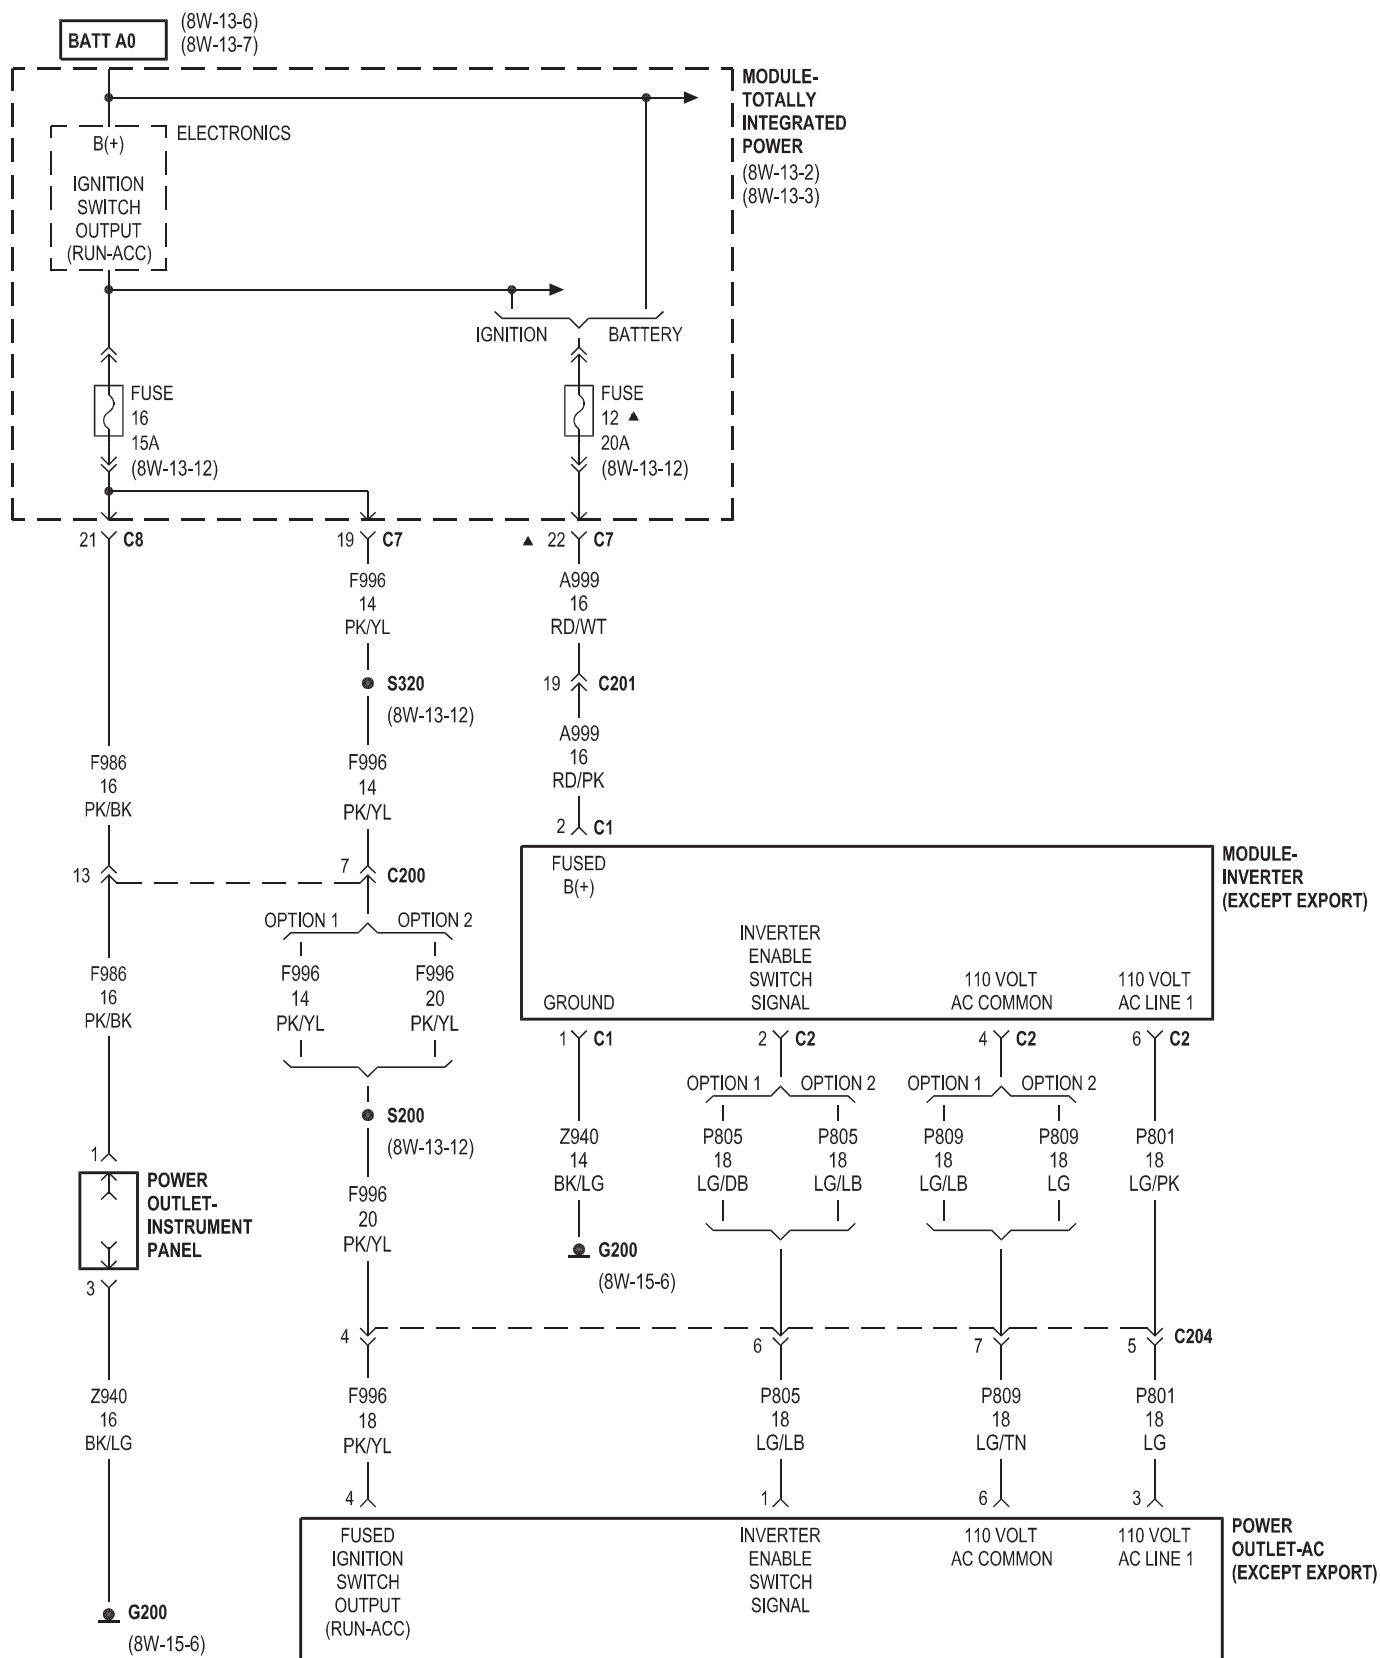 BATT A0
(8W-13-6)
(8W-13-7)
MODULE-
TOTALLY
INTEGRATED
POWER
(8W-13-2)
(8W-13-3)
B(+)
ELECTRONICS
IGNITION
SWITCH
OUTPUT
(RUN-ACC)
IGNITION
BATTERY
FUSE
16
15A
(8W-13-12)
FUSE
12 ▲
20A
(8W-13-12)
21 C8
19 C7
▲ 22 C7
F996
14
PK/YL
A999
16
RD/WT
S320
(8W-13-12)
19 C201
F986
16
PK/BK
F996
14
PK/YL
A999
16
RD/PK
2 C1
13
7
C200
FUSED
B(+)
MODULE-
INVERTER
(EXCEPT EXPORT)
OPTION 1
OPTION 2
F986
16
PK/BK
F996
14
PK/YL
F996
20
PK/YL
GROUND
INVERTER
ENABLE
SWITCH
SIGNAL
110 VOLT
AC COMMON
110 VOLT
AC LINE 1
1 C1
2 C2
4 C2
6 C2
OPTION 1
OPTION 2
OPTION 1
OPTION 2
S200
(8W-13-12)
Z940
14
BK/LG
P805
18
LG/DB
P805
18
LG/LB
P809
18
LG/LB
P809
18
LG
P801
18
LG/PK
1
POWER
OUTLET-
INSTRUMENT
PANEL
3
F996
20
PK/YL
G200
(8W-15-6)
4
6
7
5
C204
Z940
16
BK/LG
F996
18
PK/YL
P805
18
LG/LB
P809
18
LG/TN
P801
18
LG
4
1
6
3
FUSED
IGNITION
SWITCH
OUTPUT
(RUN-ACC)
INVERTER
ENABLE
SWITCH
SIGNAL
110 VOLT
AC COMMON
110 VOLT
AC LINE 1
POWER
OUTLET-AC
(EXCEPT EXPORT)
G200
(8W-15-6)